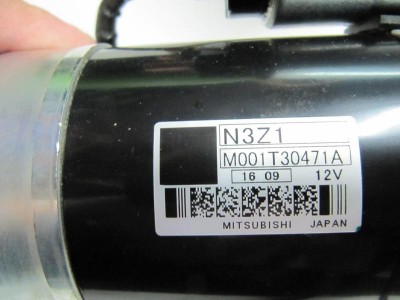 N3Z1
M001T30471A
16 09 12V
MITSUBISHI JAPAN